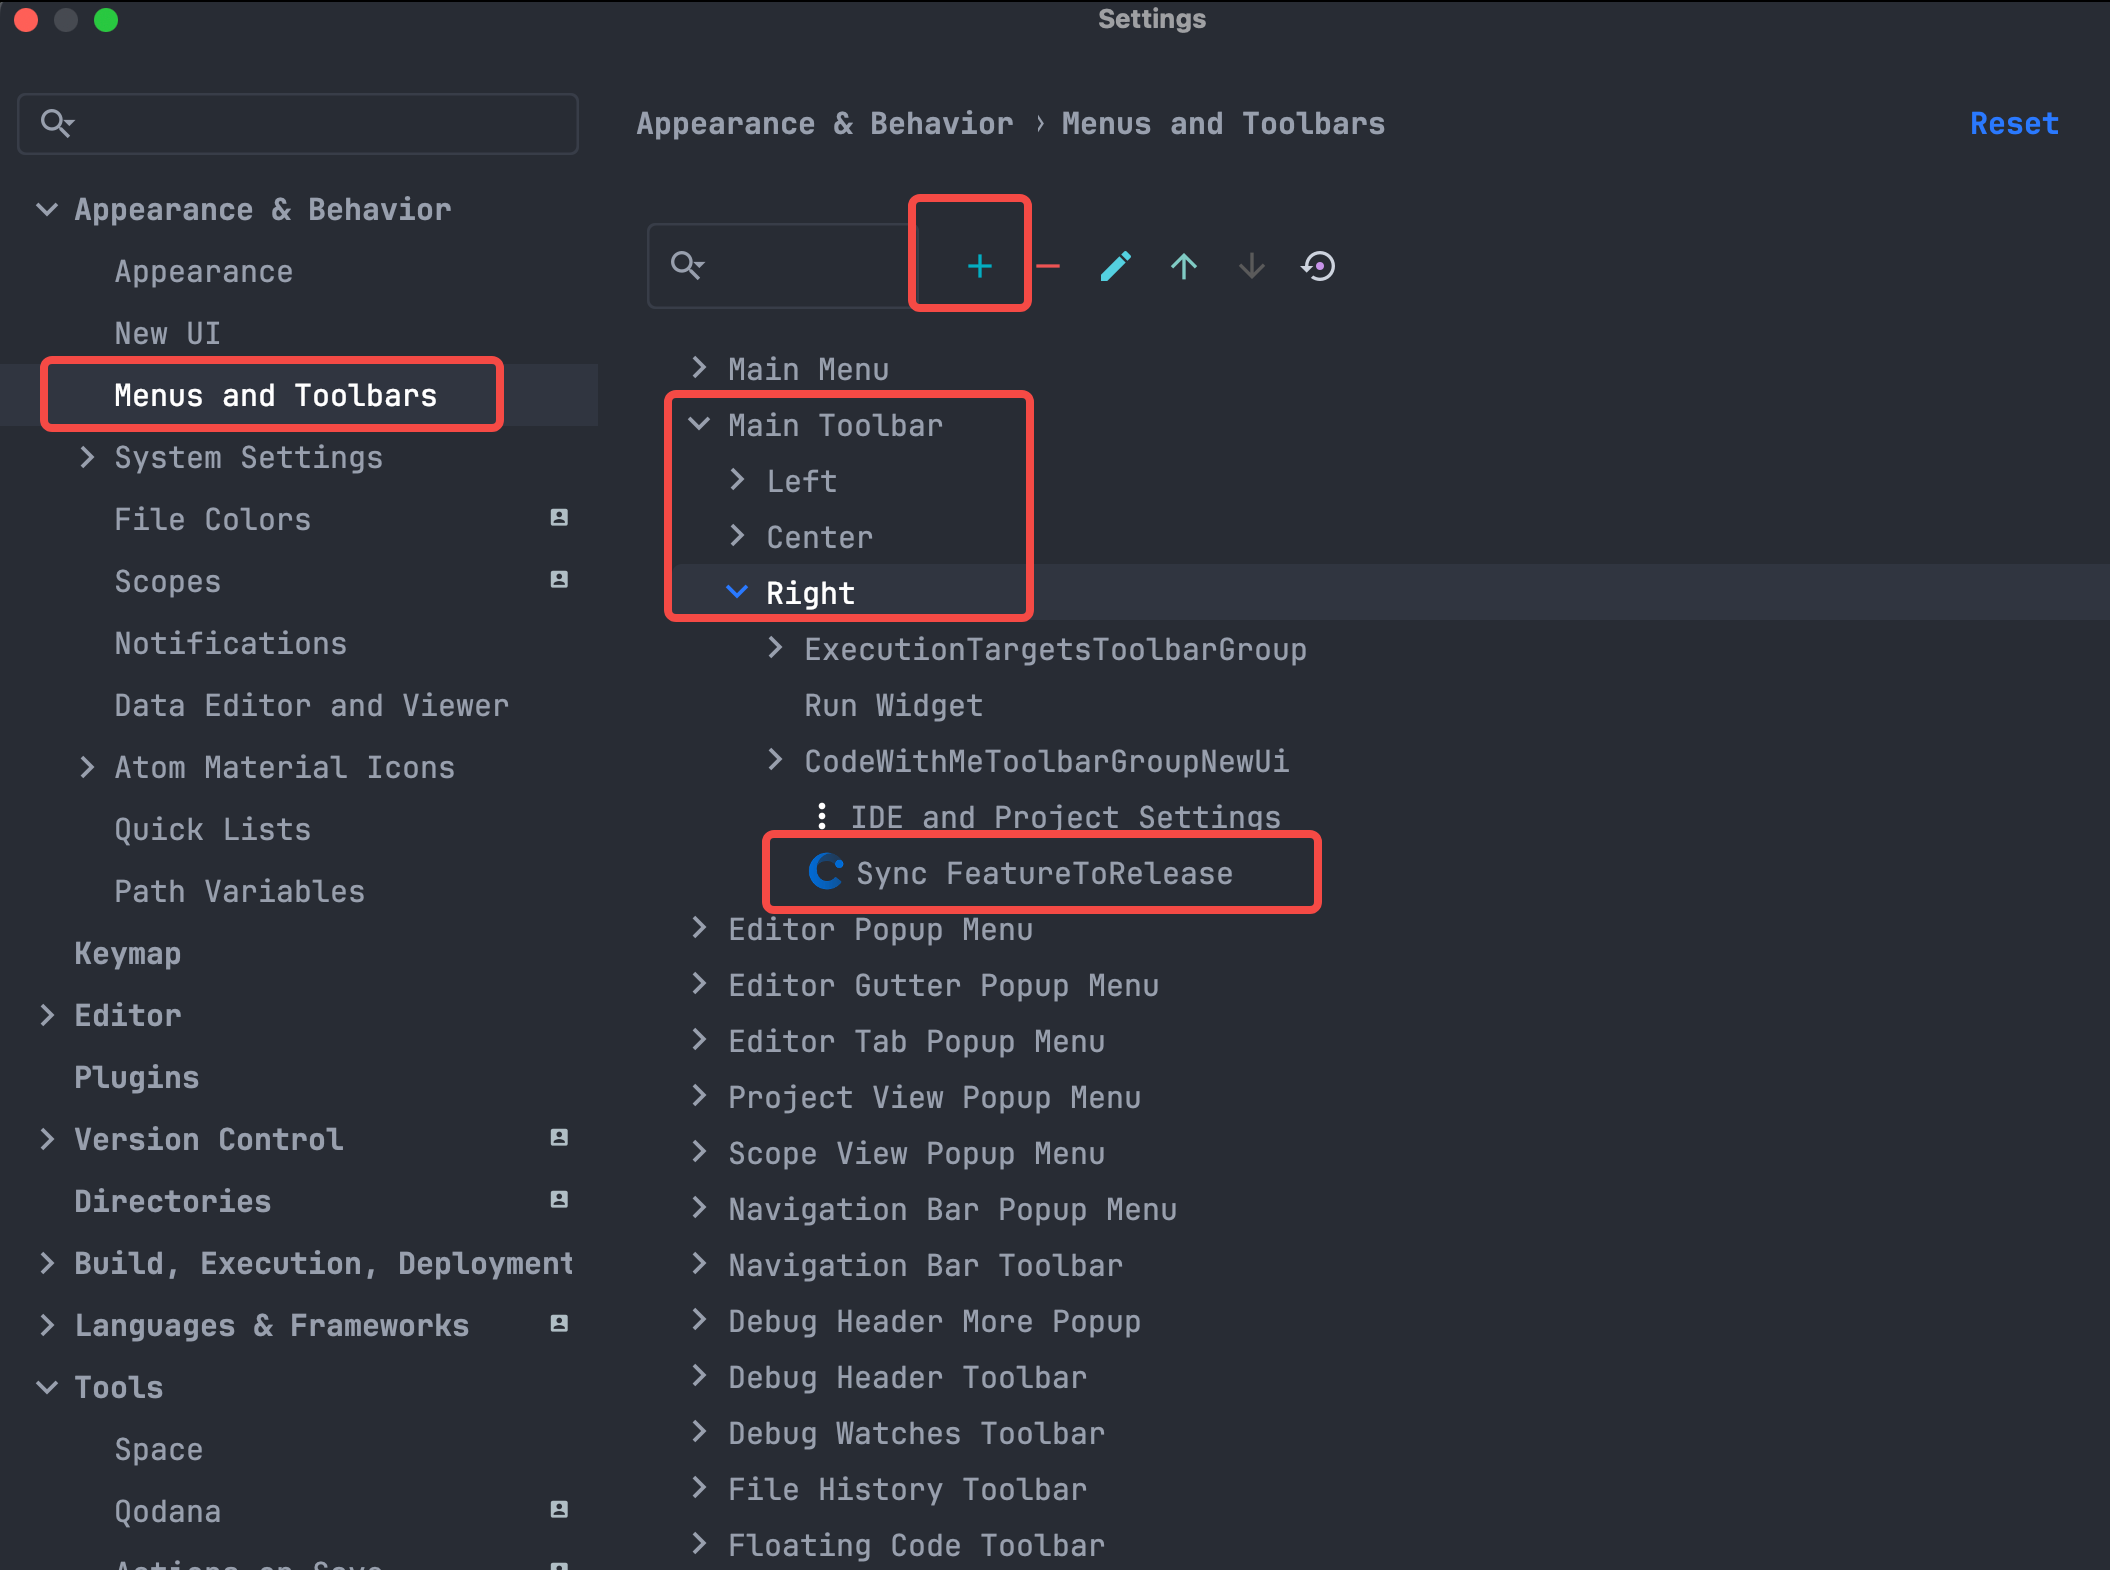 Settings
Appearance & Behavior › Menus and Toolbars
Reset
Appearance & Behavior
Appearance
New UI
Menus and Toolbars
System Settings
File Colors
Scopes
Notifications
Data Editor and Viewer
Atom Material Icons
Quick Lists
Path Variables
Keymap
Editor
Plugins
Version Control
Directories
Build, Execution, Deployment
Languages & Frameworks
Tools
Space
Qodana
Actions on Save
Main Menu
Main Toolbar
Left
Center
Right
ExecutionTargetsToolbarGroup
Run Widget
CodeWithMeToolbarGroupNewUi
IDE and Project Settings
Sync FeatureToRelease
Editor Popup Menu
Editor Gutter Popup Menu
Editor Tab Popup Menu
Project View Popup Menu
Scope View Popup Menu
Navigation Bar Popup Menu
Navigation Bar Toolbar
Debug Header More Popup
Debug Header Toolbar
Debug Watches Toolbar
File History Toolbar
Floating Code Toolbar